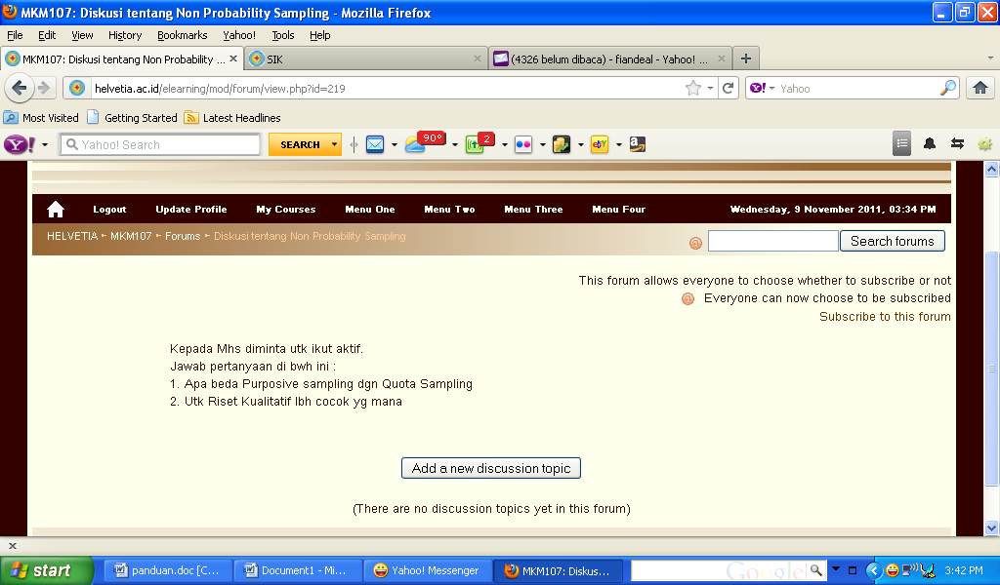 MKM107: Diskusi tentang Non Probability Sampling - Mozilla Firefox
File Edit View History Bookmarks Yahoo! Tools Help
MKM107: Diskusi tentang Non Probability ... SIK (4326 belum dibaca) - fiandeal - Yahoo! ...
helvetia.ac.id/elearning/mod/forum/view.php?id=219 Yahoo
Most Visited Getting Started Latest Headlines
Y! Yahoo! Search SEARCH 90° 2 ebY a
Logout Update Profile My Courses Menu One Menu Two Menu Three Menu Four Wednesday, 9 November 2011, 03:34 PM
HELVETIA ► MKM107 ► Forums ► Diskusi tentang Non Probability Sampling Search forums
This forum allows everyone to choose whether to subscribe or not
Everyone can now choose to be subscribed
Subscribe to this forum
Kepada Mhs diminta utk ikut aktif.
Jawab pertanyaan di bwh ini :
1. Apa beda Purposive sampling dgn Quota Sampling
2. Utk Riset Kualitatif lbh cocok yg mana
Add a new discussion topic
(There are no discussion topics yet in this forum)
start panduan.doc [C... Document1 - Mi... Yahoo! Messenger MKM107: Diskus... Google 3:42 PM